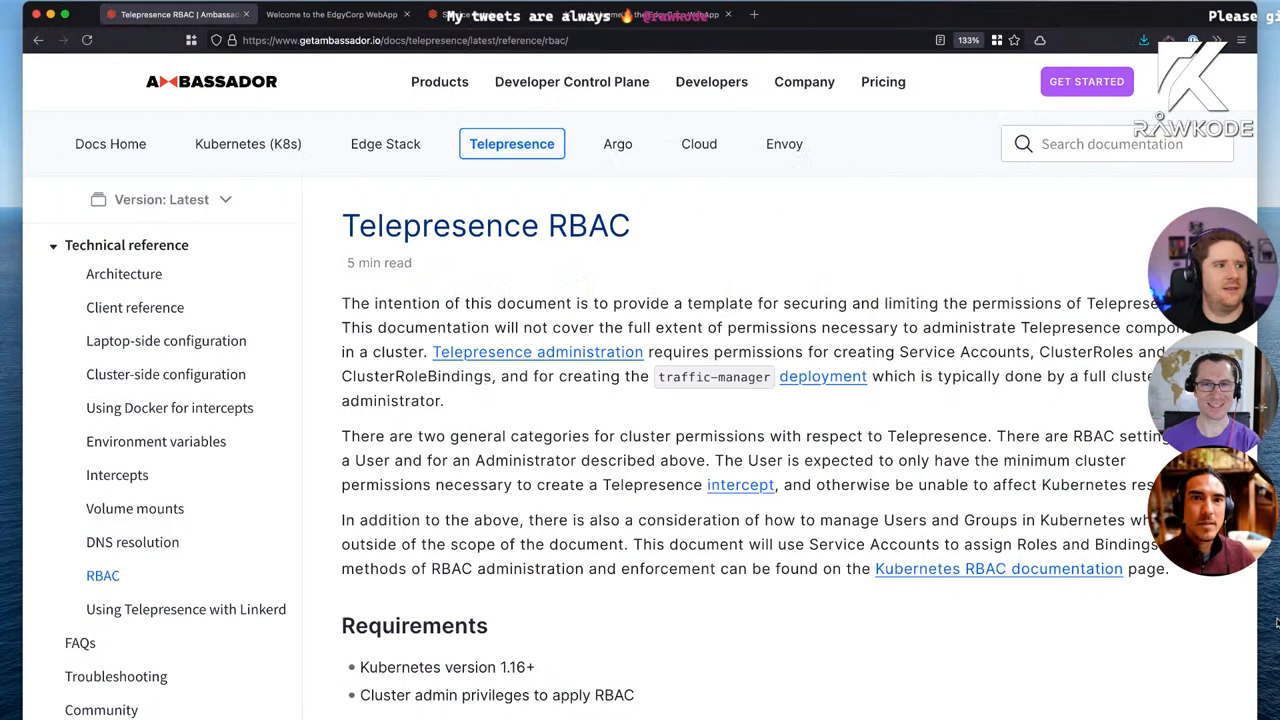 Telepresence RBAC | Ambassad
Welcome to the EdgyCorp WebApp
My tweets are always 🔥 @rawkode
Please gi
https://www.getambassador.io/docs/telepresence/latest/reference/rbac/
133%
AMBASSADOR
Products
Developer Control Plane
Developers
Company
Pricing
GET STARTED
RAWKODE
Docs Home
Kubernetes (K8s)
Edge Stack
Telepresence
Argo
Cloud
Envoy
Search documentation
Version: Latest
Technical reference
Architecture
Client reference
Laptop-side configuration
Cluster-side configuration
Using Docker for intercepts
Environment variables
Intercepts
Volume mounts
DNS resolution
RBAC
Using Telepresence with Linkerd
FAQs
Troubleshooting
Community
Telepresence RBAC
5 min read
The intention of this document is to provide a template for securing and limiting the permissions of Teleprese
This documentation will not cover the full extent of permissions necessary to administrate Telepresence compon
in a cluster. Telepresence administration requires permissions for creating Service Accounts, ClusterRoles and
ClusterRoleBindings, and for creating the traffic-manager deployment which is typically done by a full cluste
administrator.
There are two general categories for cluster permissions with respect to Telepresence. There are RBAC settin
a User and for an Administrator described above. The User is expected to only have the minimum cluster
permissions necessary to create a Telepresence intercept, and otherwise be unable to affect Kubernetes res
In addition to the above, there is also a consideration of how to manage Users and Groups in Kubernetes wh
outside of the scope of the document. This document will use Service Accounts to assign Roles and Bindings
methods of RBAC administration and enforcement can be found on the Kubernetes RBAC documentation page.
Requirements
• Kubernetes version 1.16+
• Cluster admin privileges to apply RBAC